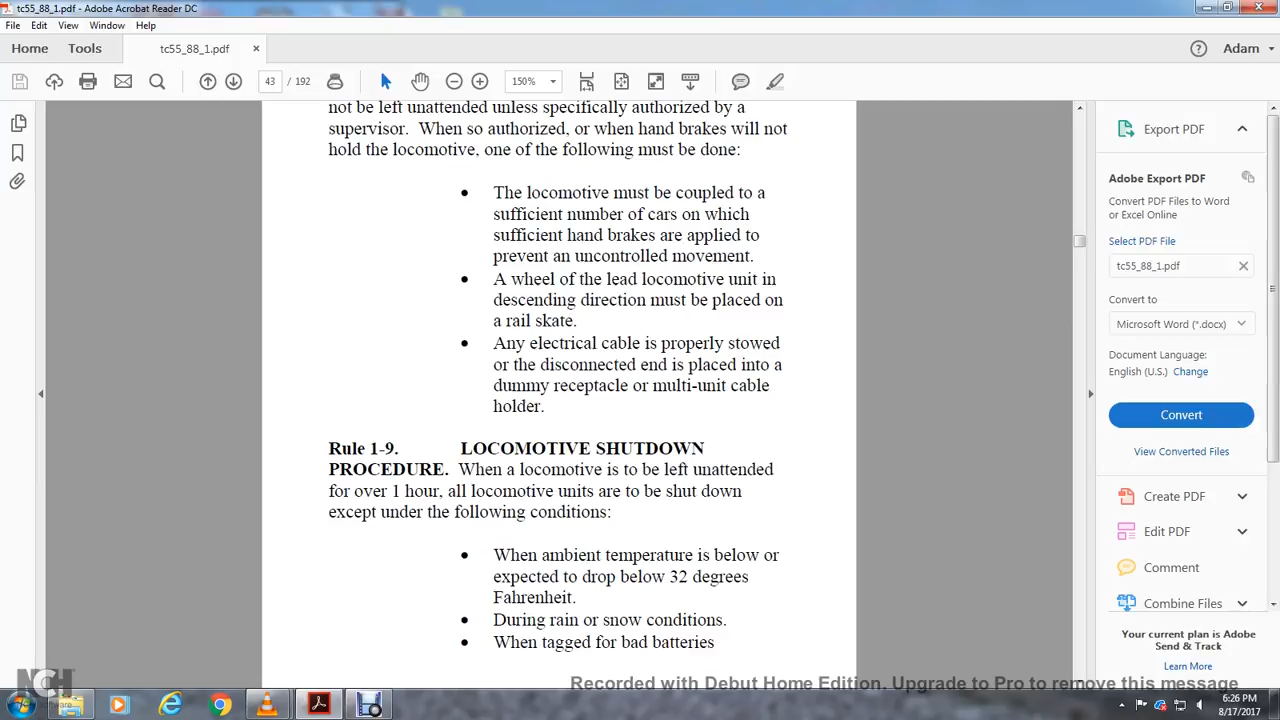 tc55_88_1.pdf - Adobe Acrobat Reader DC
File Edit View Window Help
Home Tools tc55_88_1.pdf × Adam
43 / 192 150%
not be left unattended unless specifically authorized by a
supervisor. When so authorized, or when hand brakes will not
hold the locomotive, one of the following must be done:
• The locomotive must be coupled to a
sufficient number of cars on which
sufficient hand brakes are applied to
prevent an uncontrolled movement.
• A wheel of the lead locomotive unit in
descending direction must be placed on
a rail skate.
• Any electrical cable is properly stowed
or the disconnected end is placed into a
dummy receptacle or multi-unit cable
holder.
Rule 1-9. LOCOMOTIVE SHUTDOWN
PROCEDURE. When a locomotive is to be left unattended
for over 1 hour, all locomotive units are to be shut down
except under the following conditions:
• When ambient temperature is below or
expected to drop below 32 degrees
Fahrenheit.
• During rain or snow conditions.
• When tagged for bad batteries
Export PDF
Adobe Export PDF
Convert PDF Files to Word
or Excel Online
Select PDF File
tc55_88_1.pdf
Convert to
Microsoft Word (*.docx)
Document Language:
English (U.S.) Change
Convert
View Converted Files
Create PDF
Edit PDF
Comment
Combine Files
Your current plan is Adobe
Send & Track
Learn More
NCH
Recorded with Debut Home Edition. Upgrade to Pro to remove this message
6:26 PM
8/17/2017